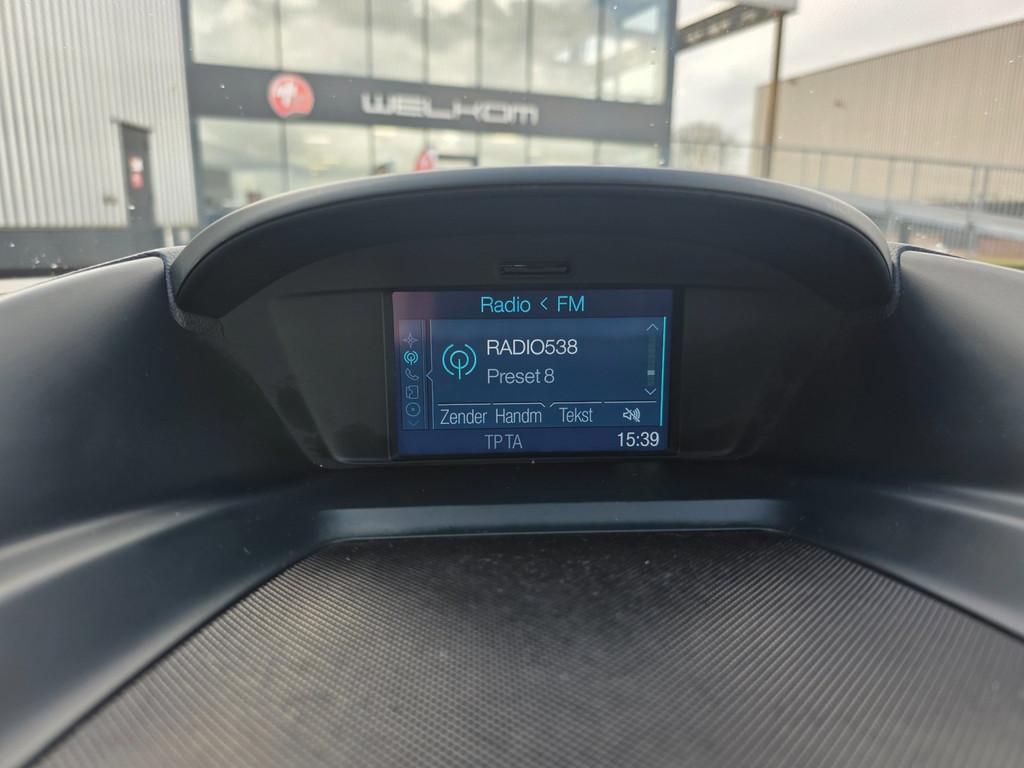 WELKOM
Radio < FM
RADIO538
Preset 8
Zender Handm Tekst
TP TA 15:39